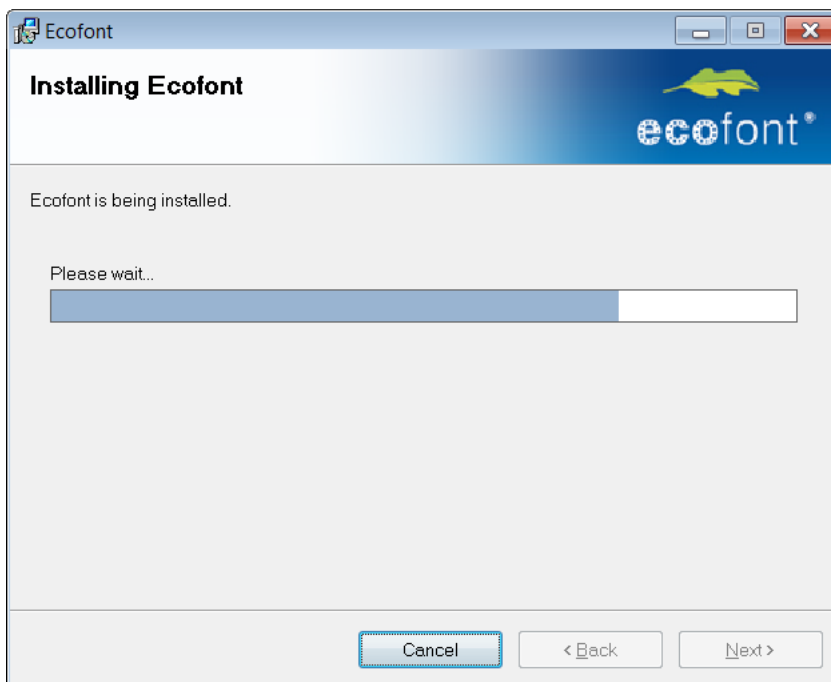 Ecofont
Installing Ecofont
ecofont®
Ecofont is being installed.
Please wait...
Cancel
< Back
Next >